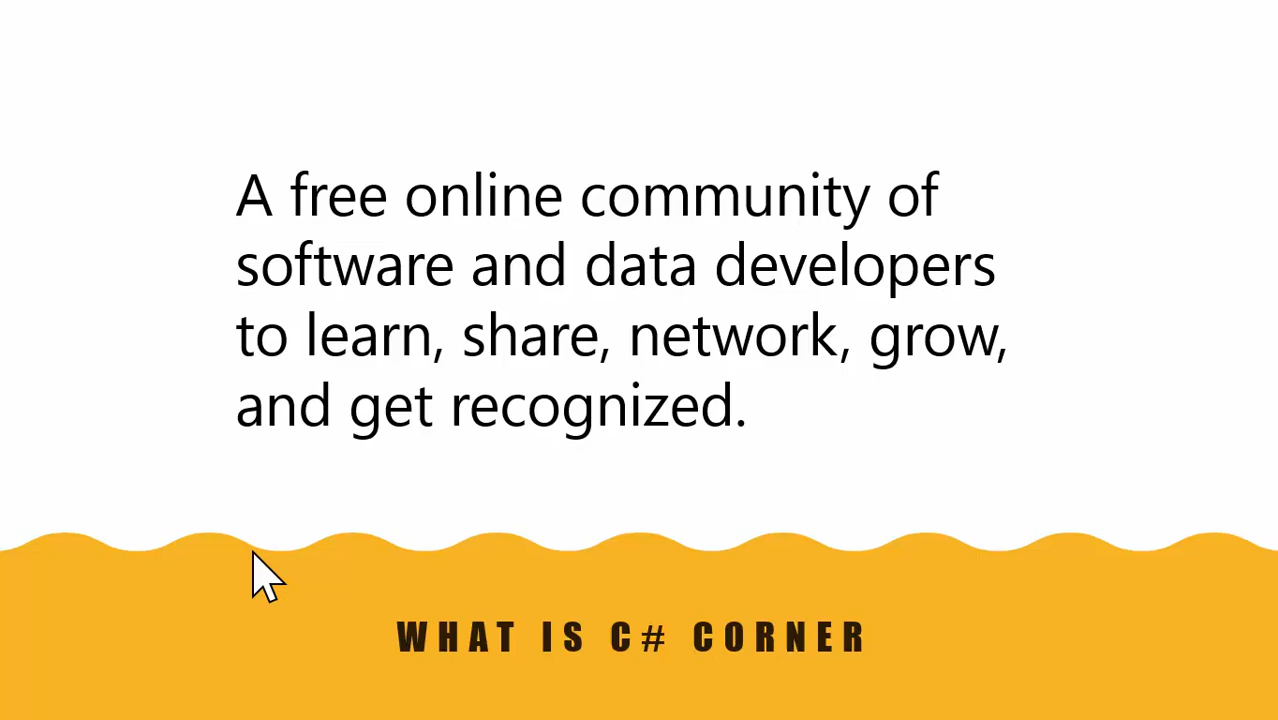 A free online community of
software and data developers
to learn, share, network, grow,
and get recognized.
WHAT IS C# CORNER